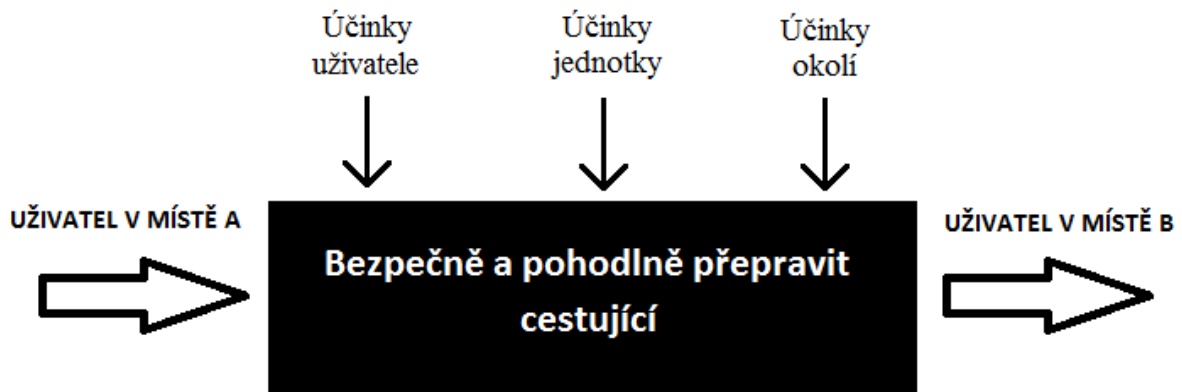 Účinky
uživatele
Účinky
jednotky
Účinky
okolí
UŽIVATEL V MÍSTĚ A
Bezpečně a pohodlně přepravit
cestující
UŽIVATEL V MÍSTĚ B